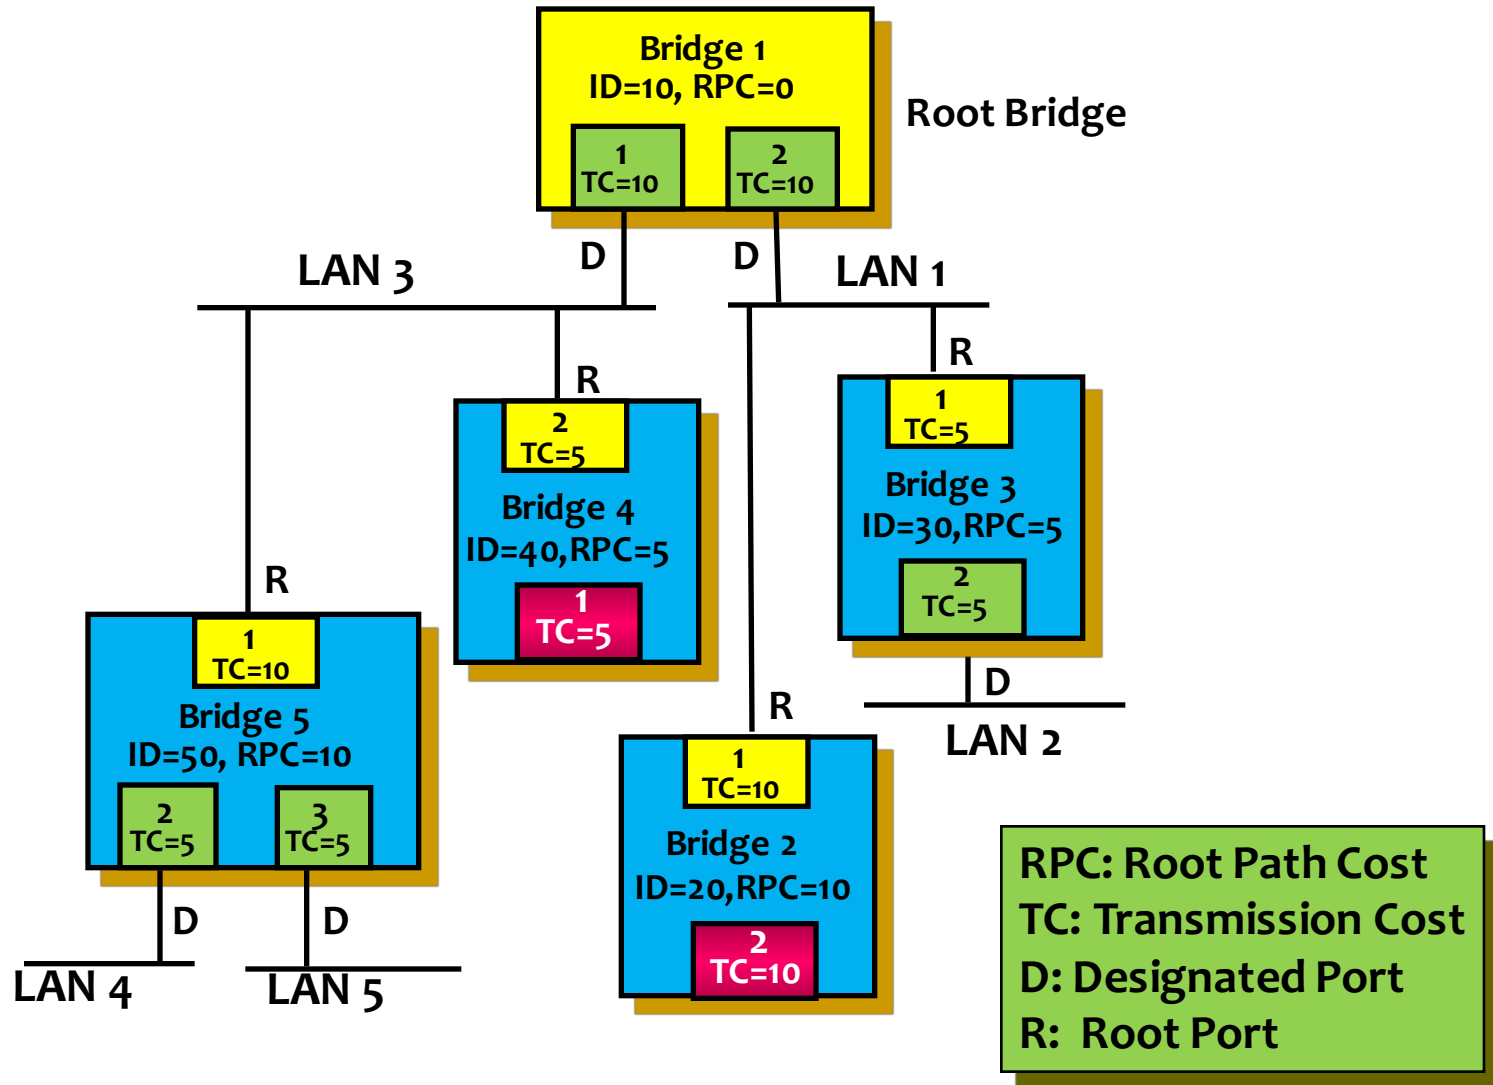 Bridge 1
ID=10, RPC=0
1
TC=10
2
TC=10
Root Bridge
D
D
LAN 3
LAN 1
R
R
2
TC=5
Bridge 4
ID=40,RPC=5
1
TC=5
1
TC=5
Bridge 3
ID=30,RPC=5
2
TC=5
D
LAN 2
R
1
TC=10
Bridge 5
ID=50, RPC=10
2
TC=5
3
TC=5
D
D
LAN 4
LAN 5
R
1
TC=10
Bridge 2
ID=20,RPC=10
2
TC=10
RPC: Root Path Cost
TC: Transmission Cost
D: Designated Port
R: Root Port